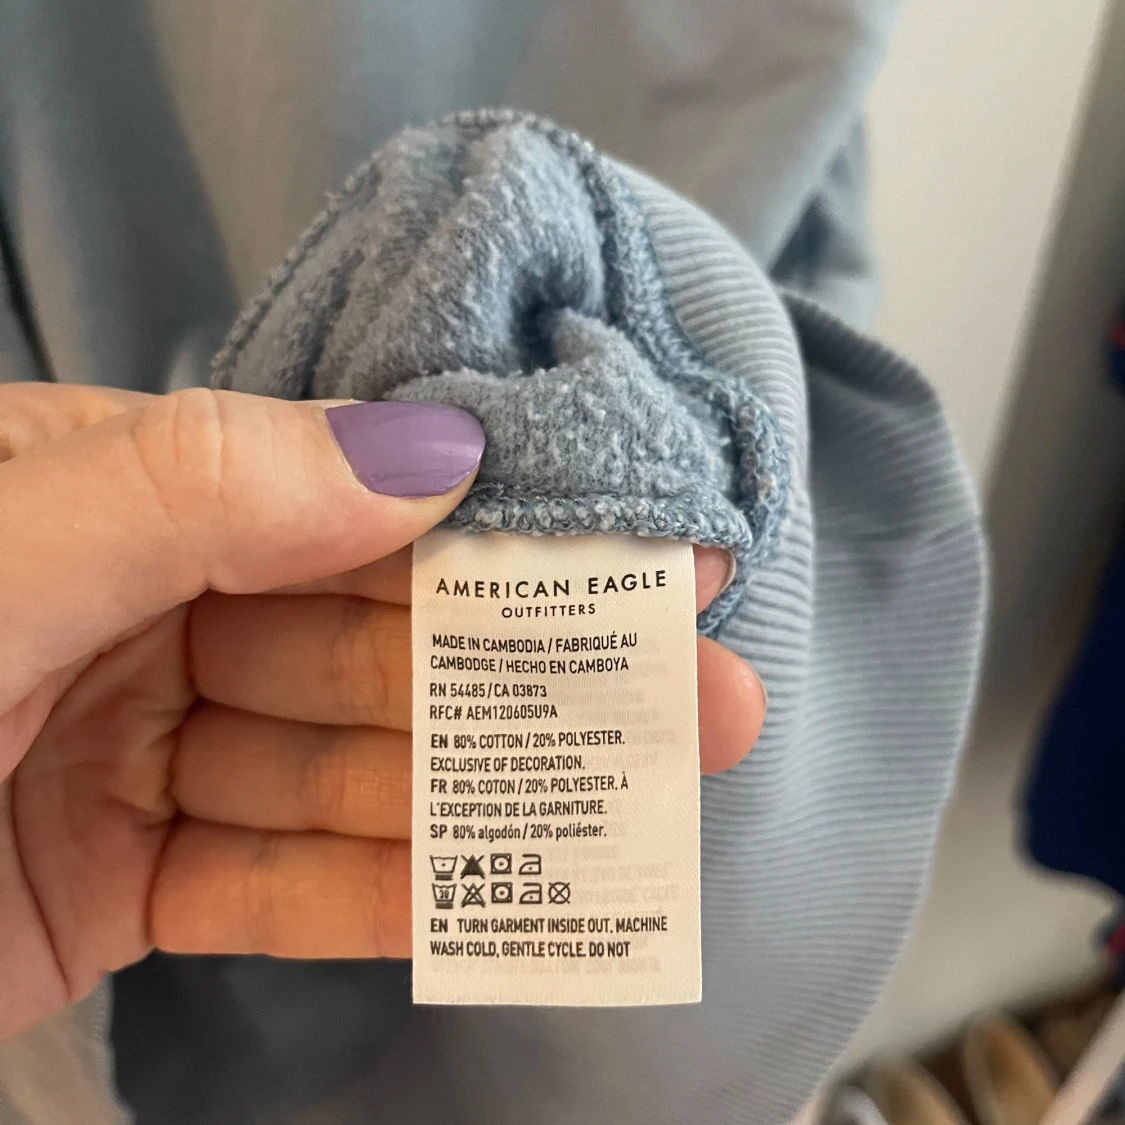 AMERICAN EAGLE
OUTFITTERS
MADE IN CAMBODIA / FABRIQUÉ AU
CAMBODGE / HECHO EN CAMBOYA
RN 54485 / CA 03873
RFC# AEM120605U9A
EN 80% COTTON / 20% POLYESTER.
EXCLUSIVE OF DECORATION.
FR 80% COTON / 20% POLYESTER. À
L'EXCEPTION DE LA GARNITURE.
SP 80% algodón / 20% poliéster.
30
EN TURN GARMENT INSIDE OUT. MACHINE
WASH COLD, GENTLE CYCLE. DO NOT